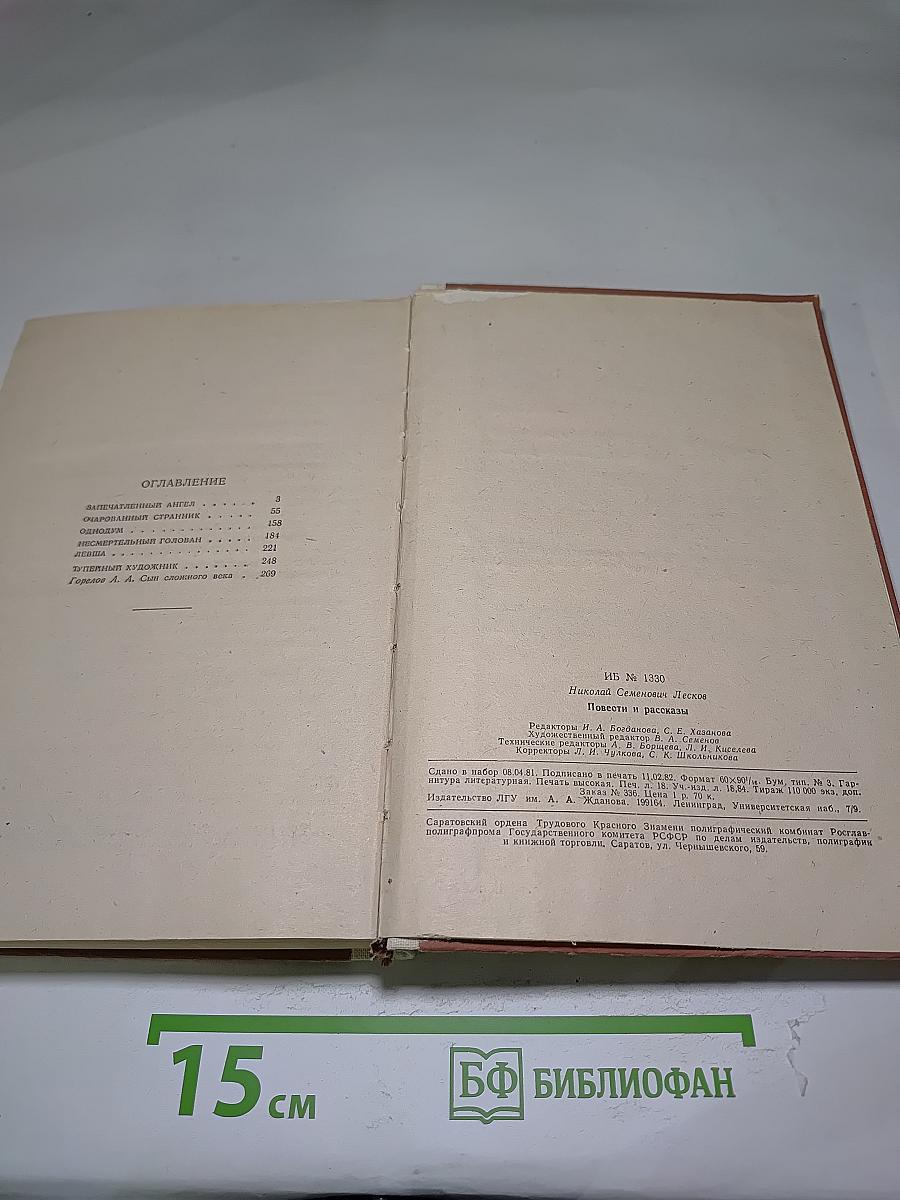 ОГЛАВЛЕНИЕ
ЗАПЕЧАТЛЕННЫЙ АНГЕЛ . . . . . . 3
ОЧАРОВАННЫЙ СТРАННИК . . . . . 55
ОДНОДУМ . . . . . . . . . . . . . 158
НЕСМЕРТЕЛЬНЫЙ ГОЛОВАН . . . . . 184
ЛЕВША . . . . . . . . . . . . . . . 221
ТУПЕЙНЫЙ ХУДОЖНИК . . . . . . . 248
Горелов А. А. Сын сложного века . . 269
ИБ № 1330
Николай Семенович Лесков
Повести и рассказы
Редакторы И. А. Богданова, С. Е. Хазанова
Художественный редактор В. А. Семенов
Технические редакторы А. В. Борщева, Л. И. Киселева
Корректоры Л. И. Чулкова, С. К. Школьникова
Сдано в набор 08.04.81. Подписано в печать 11.02.82. Формат 60×90¹/₁₆. Бум. тип. № 3. Гар-
нитура литературная. Печать высокая. Печ. л. 18. Уч.-изд. л. 18,84. Тираж 110 000 экз. доп.
Заказ № 336. Цена 1 р. 70 к.
Издательство ЛГУ им. А. А. Жданова. 199164. Ленинград, Университетская наб., 7/9.
Саратовский ордена Трудового Красного Знамени полиграфический комбинат Росглав-
полиграфпрома Государственного комитета РСФСР по делам издательств, полиграфии
и книжной торговли. Саратов, ул. Чернышевского, 59.
15 см
БФ БИБЛИОФАН